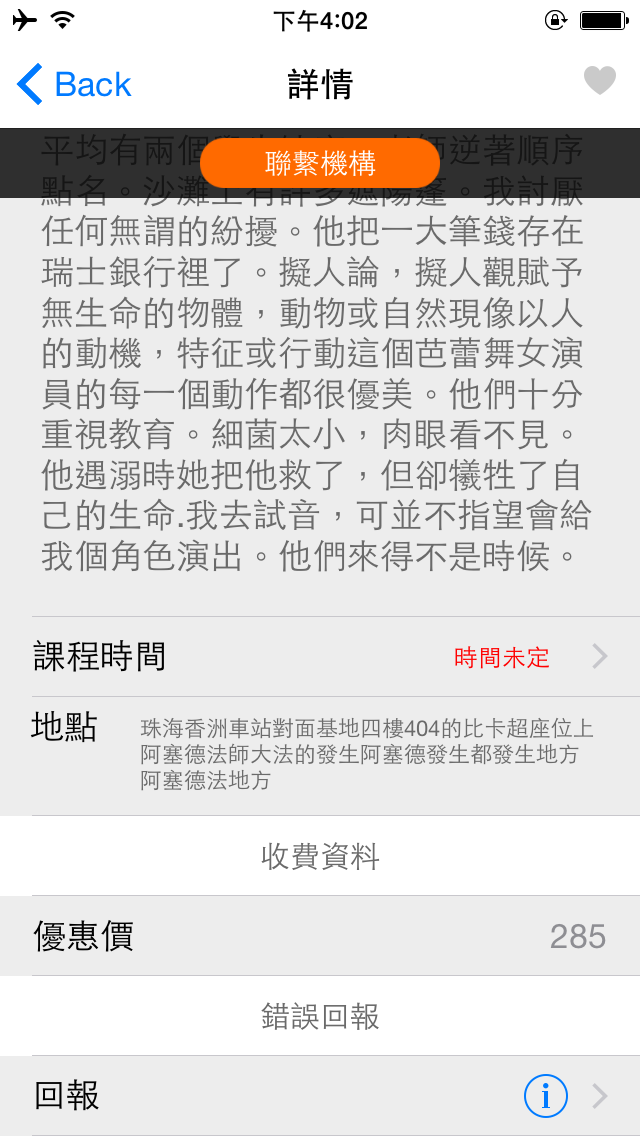 下午4:02
Back
詳情
聯繫機構
平均有兩個
逆著順序
點名。沙灘上有許多遮陽篷。我討厭
任何無謂的紛擾。他把一大筆錢存在
瑞士銀行裡了。擬人論，擬人觀賦予
無生命的物體，動物或自然現像以人
的動機，特征或行動這個芭蕾舞女演
員的每一個動作都很優美。他們十分
重視教育。細菌太小，肉眼看不見。
他遇溺時她把他救了，但卻犧牲了自
己的生命.我去試音，可並不指望會給
我個角色演出。他們來得不是時候。
課程時間
時間未定
地點
珠海香洲車站對面基地四樓404的比卡超座位上
阿塞德法師大法的發生阿塞德發生都發生地方
阿塞德法地方
收費資料
優惠價
285
錯誤回報
回報